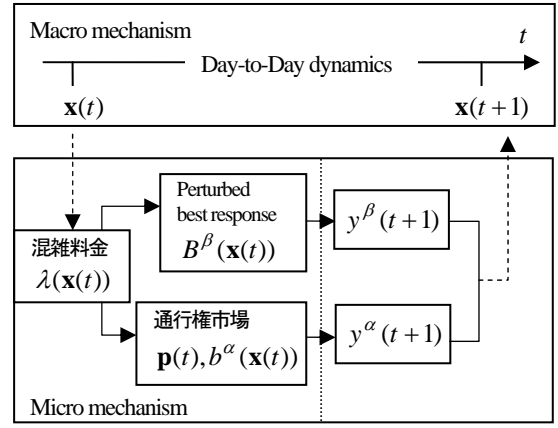 Macro mechanism
t
Day-to-Day dynamics
x(t)
x(t+1)
Perturbed
best response
B^β(x(t))
y^β(t+1)
混雑料金
λ(x(t))
通行権市場
p(t),b^α(x(t))
y^α(t+1)
Micro mechanism